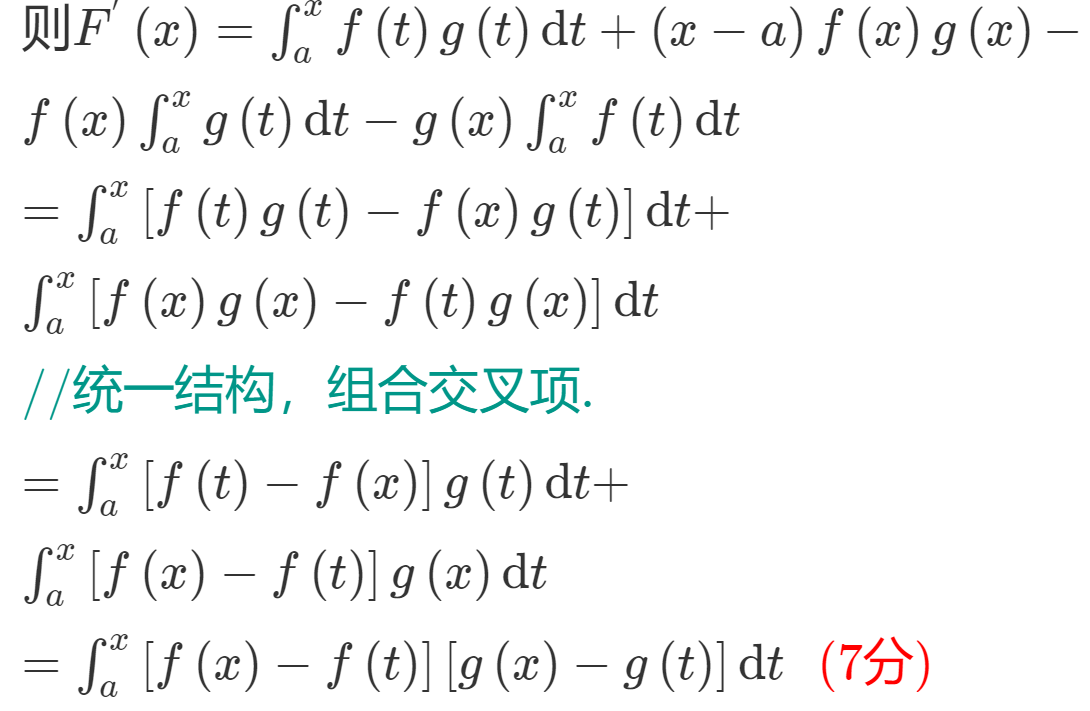 则F′(x) = ∫ₐˣ f(t)g(t)dt + (x − a)f(x)g(x) −
f(x)∫ₐˣ g(t)dt − g(x)∫ₐˣ f(t)dt
= ∫ₐˣ [f(t)g(t) − f(x)g(t)]dt+
∫ₐˣ [f(x)g(x) − f(t)g(x)]dt
//统一结构，组合交叉项.
= ∫ₐˣ [f(t) − f(x)]g(t)dt+
∫ₐˣ [f(x) − f(t)]g(x)dt
= ∫ₐˣ [f(x) − f(t)][g(x) − g(t)]dt (7分)